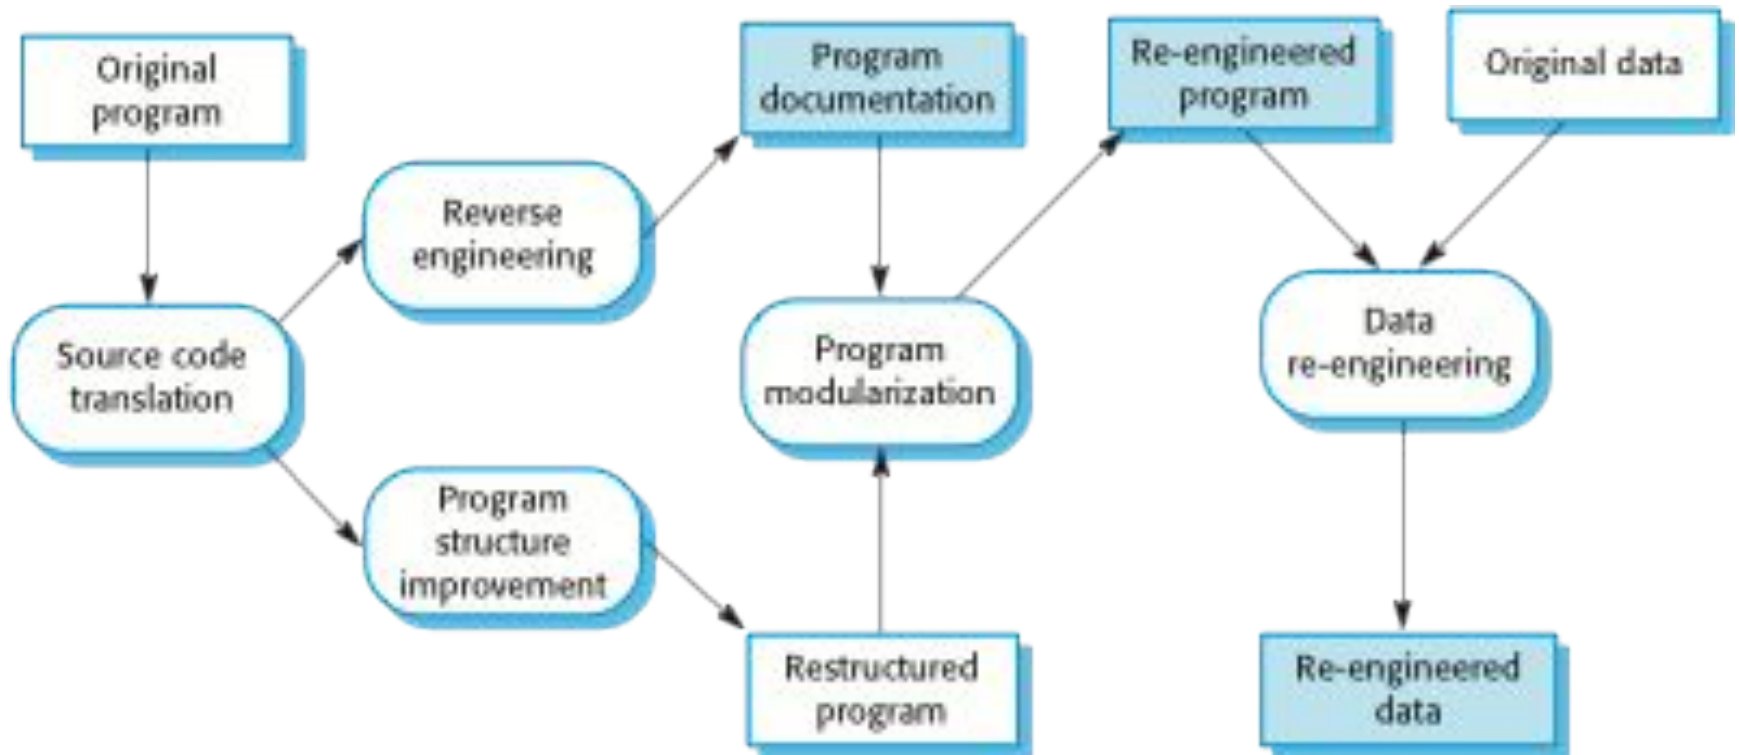 Original
program
Source code
translation
Reverse
engineering
Program
structure
improvement
Program
documentation
Program
modularization
Restructured
program
Re-engineered
program
Original data
Data
re-engineering
Re-engineered
data